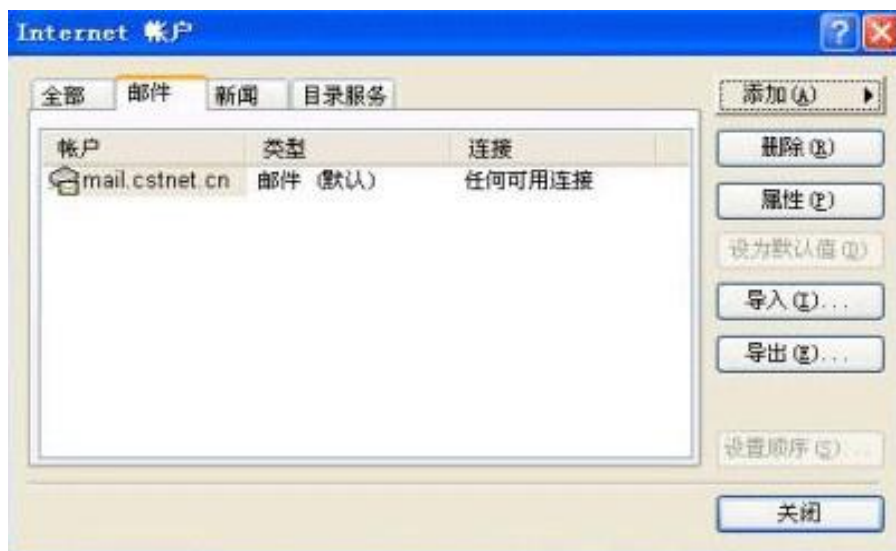 Internet 帐户
全部 邮件 新闻 目录服务
添加(A)
帐户 类型 连接
删除(R)
mail.cstnet.cn 邮件 (默认) 任何可用连接
属性(P)
设为默认值(D)
导入(I)...
导出(E)...
设置顺序(S)...
关闭